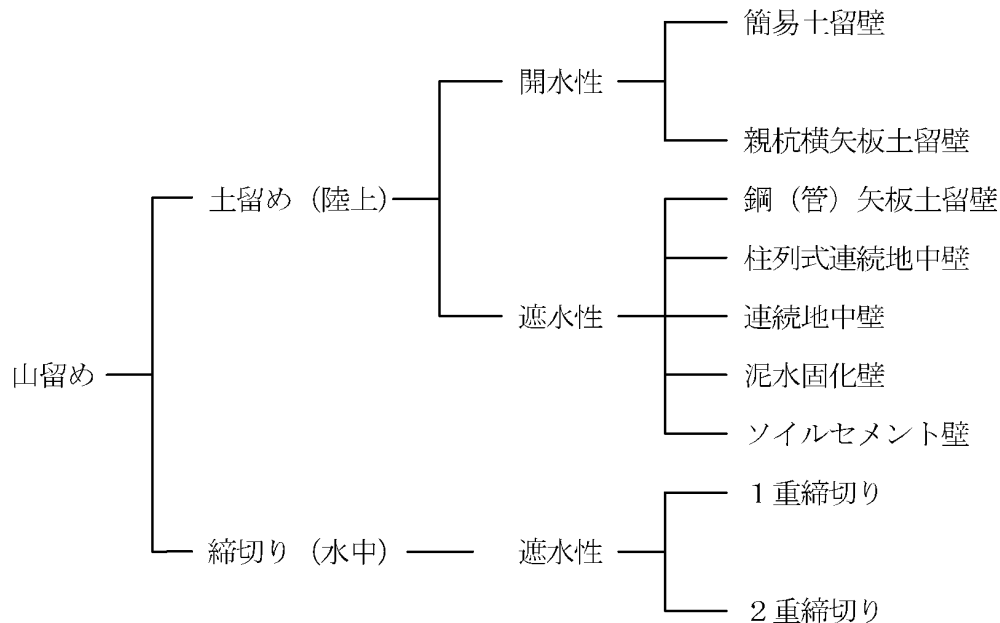 簡易土留壁
開水性
親杭横矢板土留壁
土留め（陸上）
鋼（管）矢板土留壁
柱列式連続地中壁
遮水性
連続地中壁
山留め
泥水固化壁
ソイルセメント壁
１重締切り
締切り（水中）
遮水性
２重締切り